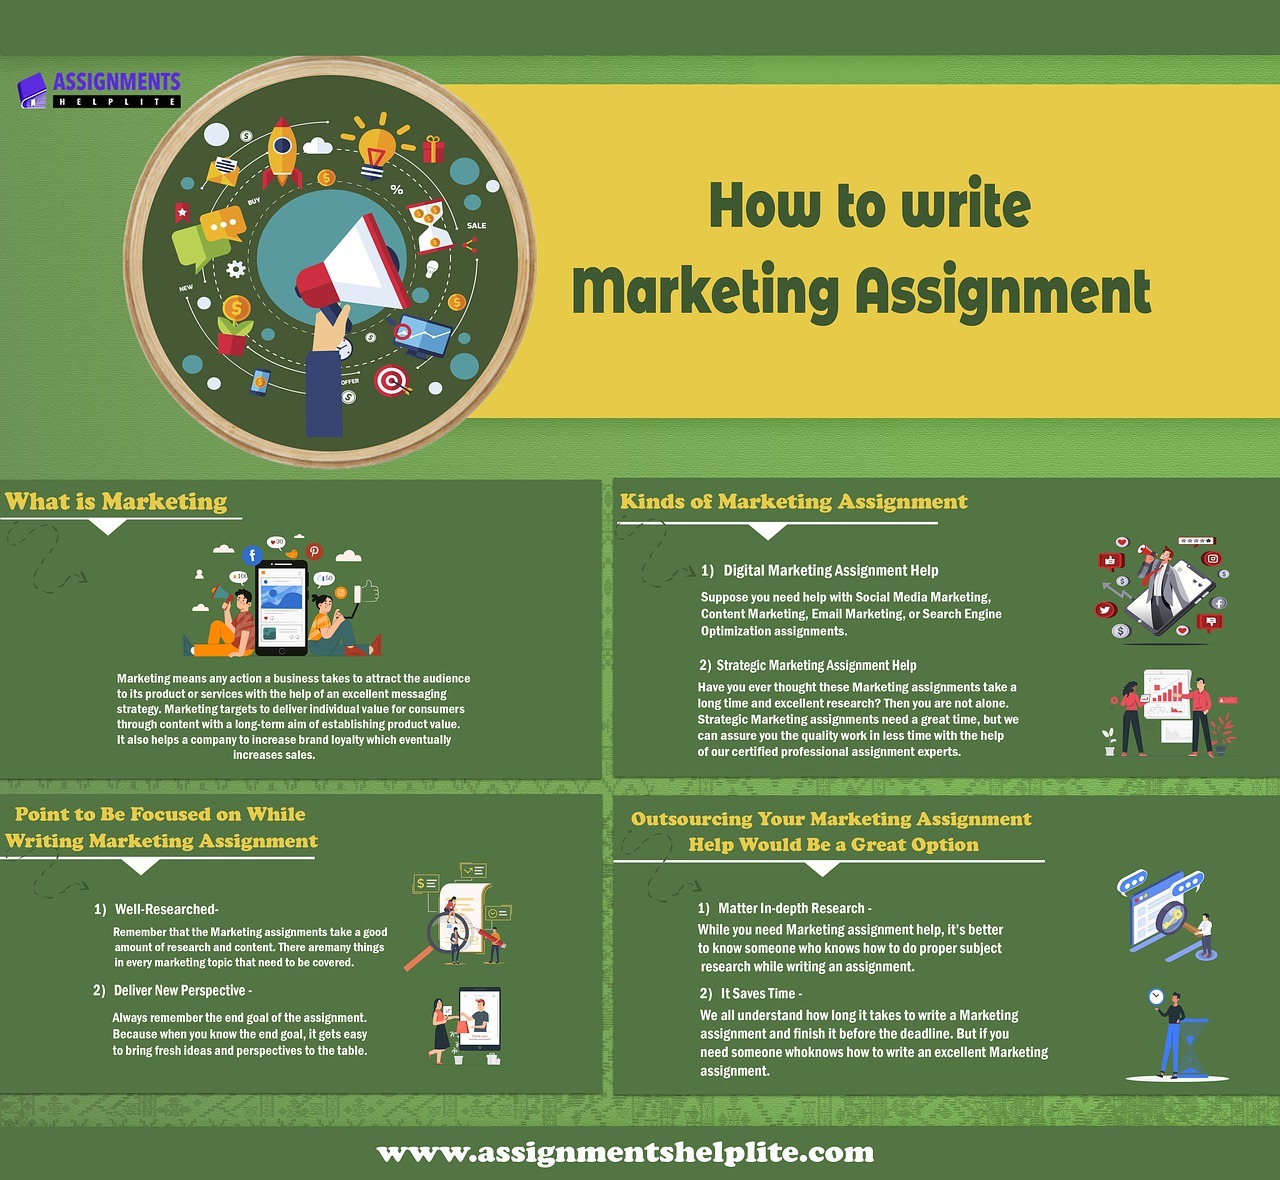 ASSIGNMENTS
HELPLITE
BUY
%
SALE
NEW
OFFER
How to write
Marketing Assignment
What is Marketing
30
100
50
Marketing means any action a business takes to attract the audience
to its product or services with the help of an excellent messaging
strategy. Marketing targets to deliver individual value for consumers
through content with a long-term aim of establishing product value.
It also helps a company to increase brand loyalty which eventually
increases sales.
Kinds of Marketing Assignment
1) Digital Marketing Assignment Help
Suppose you need help with Social Media Marketing,
Content Marketing, Email Marketing, or Search Engine
Optimization assignments.
2) Strategic Marketing Assignment Help
Have you ever thought these Marketing assignments take a
long time and excellent research? Then you are not alone.
Strategic Marketing assignments need a great time, but we
can assure you the quality work in less time with the help
of our certified professional assignment experts.
Point to Be Focused on While
Writing Marketing Assignment
1) Well-Researched-
Remember that the Marketing assignments take a good
amount of research and content. There aremany things
in every marketing topic that need to be covered.
2) Deliver New Perspective -
Always remember the end goal of the assignment.
Because when you know the end goal, it gets easy
to bring fresh ideas and perspectives to the table.
Outsourcing Your Marketing Assignment
Help Would Be a Great Option
1) Matter In-depth Research -
While you need Marketing assignment help, it's better
to know someone who knows how to do proper subject
research while writing an assignment.
2) It Saves Time -
We all understand how long it takes to write a Marketing
assignment and finish it before the deadline. But if you
need someone whoknows how to write an excellent Marketing
assignment.
www.assignmentshelplite.com